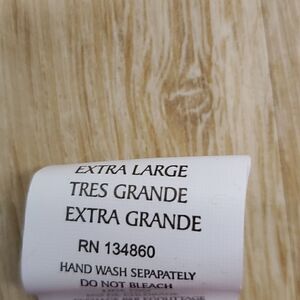 EXTRA LARGE
TRES GRANDE
EXTRA GRANDE
RN 134860
HAND WASH SEPAPATELY
DO NOT BLEACH